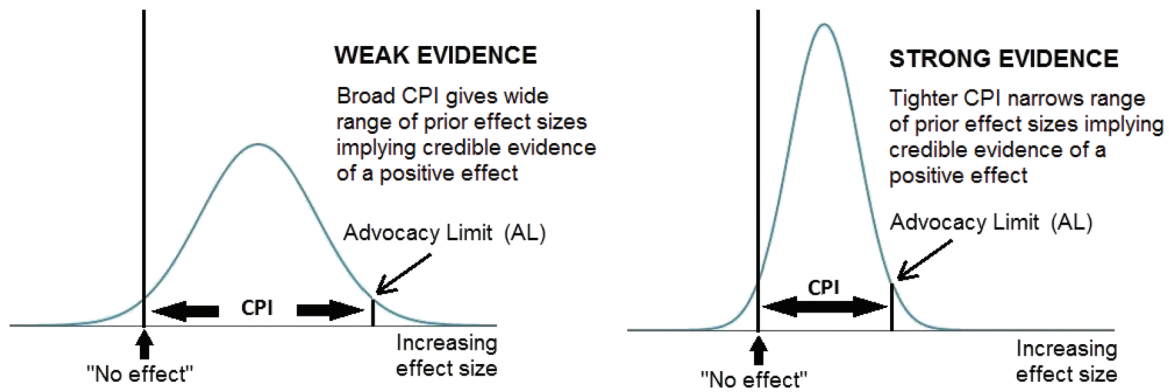 WEAK EVIDENCE
Broad CPI gives wide
range of prior effect sizes
implying credible evidence
of a positive effect
Advocacy Limit (AL)
CPI
Increasing
effect size
"No effect"
STRONG EVIDENCE
Tighter CPI narrows range
of prior effect sizes implying
credible evidence of a
positive effect
Advocacy Limit (AL)
CPI
Increasing
effect size
"No effect"